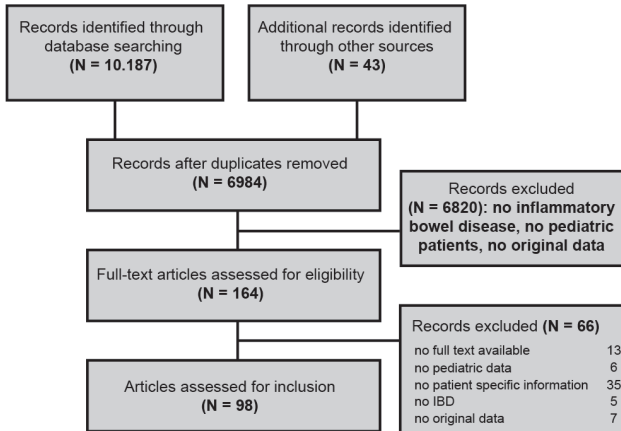 Records identified through
database searching
(N = 10.187)
Additional records identified
through other sources
(N = 43)
Records after duplicates removed
(N = 6984)
Records excluded
(N = 6820): no inflammatory
bowel disease, no pediatric
patients, no original data
Full-text articles assessed for eligibility
(N = 164)
Records excluded (N = 66)
no full text available 13
no pediatric data 6
no patient specific information 35
no IBD 5
no original data 7
Articles assessed for inclusion
(N = 98)